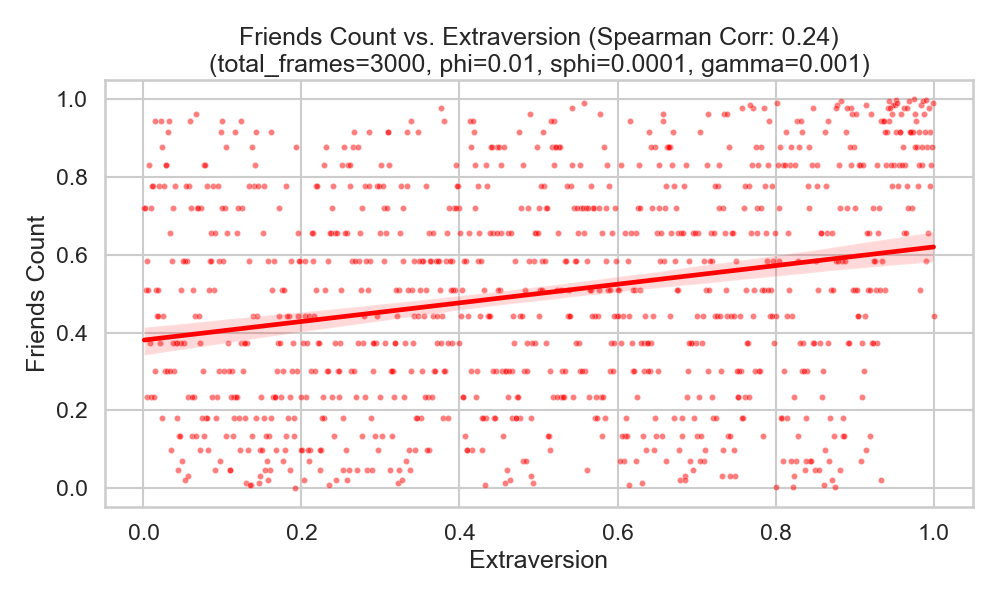 Friends Count vs. Extraversion (Spearman Corr: 0.24)
(total_frames=3000, phi=0.01, sphi=0.0001, gamma=0.001)
1.0
0.8
0.6
0.4
0.2
0.0
Friends Count
0.0 0.2 0.4 0.6 0.8 1.0
Extraversion